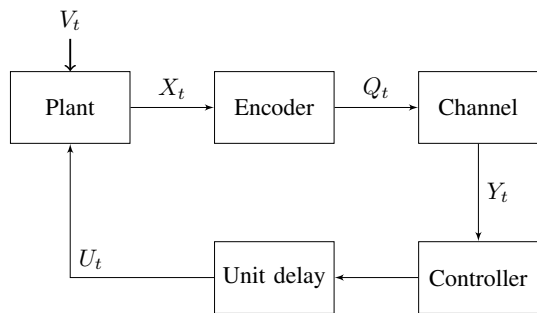 V_t
Plant
X_t
Encoder
Q_t
Channel
Y_t
U_t
Unit delay
Controller